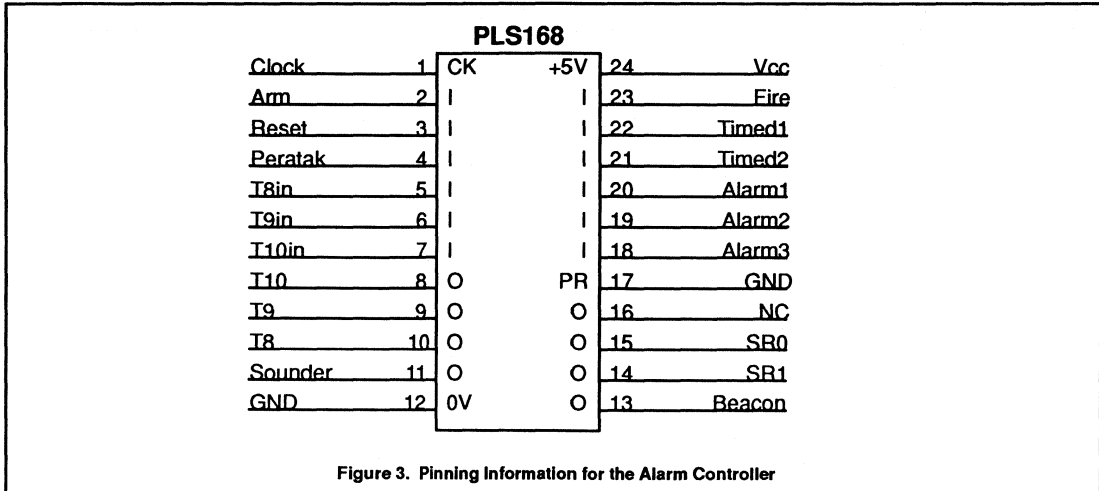 PLS168
Clock 1 CK +5V 24 Vcc
Arm 2 I I 23 Fire
Reset 3 I I 22 Timed1
Peratak 4 I I 21 Timed2
T8in 5 I I 20 Alarm1
T9in 6 I I 19 Alarm2
T10in 7 I I 18 Alarm3
T10 8 O PR 17 GND
T9 9 O O 16 NC
T8 10 O O 15 SR0
Sounder 11 O O 14 SR1
GND 12 0V O 13 Beacon
Figure 3. Pinning Information for the Alarm Controller